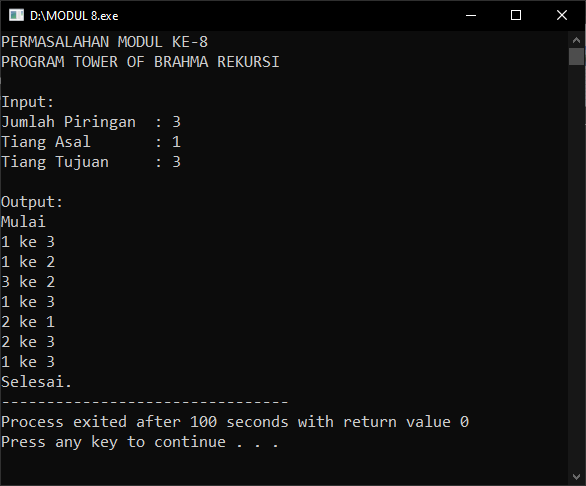 D:\MODUL 8.exe
PERMASALAHAN MODUL KE-8
PROGRAM TOWER OF BRAHMA REKURSI
Input:
Jumlah Piringan  : 3
Tiang Asal       : 1
Tiang Tujuan     : 3
Output:
Mulai
1 ke 3
1 ke 2
3 ke 2
1 ke 3
2 ke 1
2 ke 3
1 ke 3
Selesai.
--------------------------------
Process exited after 100 seconds with return value 0
Press any key to continue . . .